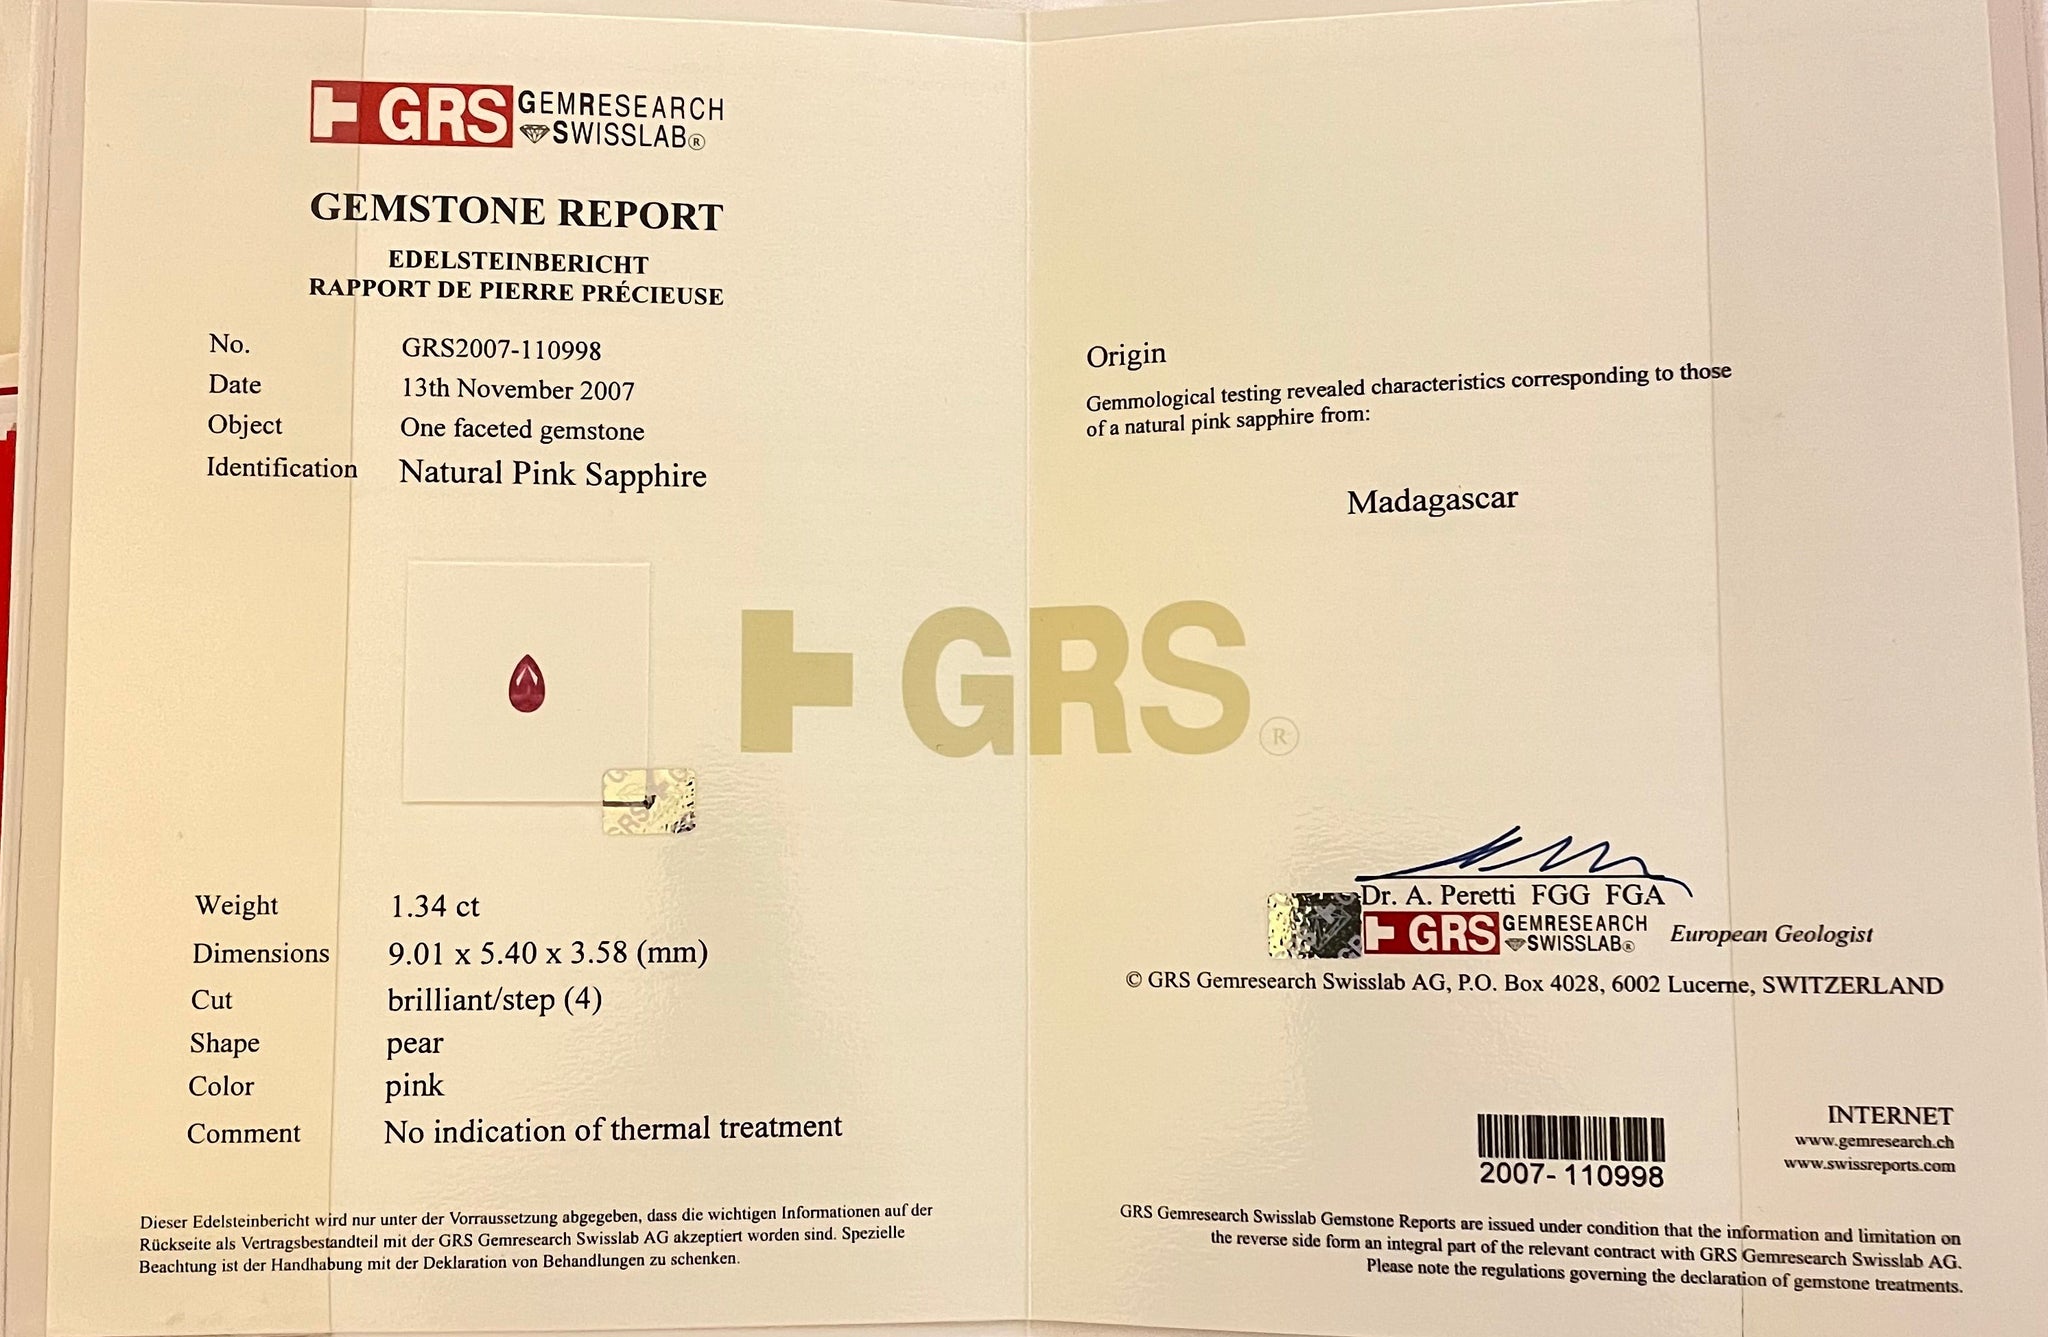 GRS GEMRESEARCH
SWISSLAB®
GEMSTONE REPORT
EDELSTEINBERICHT
RAPPORT DE PIERRE PRÉCIEUSE
No. GRS2007-110998
Date 13th November 2007
Object One faceted gemstone
Identification Natural Pink Sapphire
GRS
Weight 1.34 ct
Dimensions 9.01 x 5.40 x 3.58 (mm)
Cut brilliant/step (4)
Shape pear
Color pink
Comment No indication of thermal treatment
Dieser Edelsteinbericht wird nur unter der Vorraussetzung abgegeben, dass die wichtigen Informationen auf der
Rückseite als Vertragsbestandteil mit der GRS Gemresearch Swisslab AG akzeptiert worden sind. Spezielle
Beachtung ist der Handhabung mit der Deklaration von Behandlungen zu schenken.
GRS®
Origin
Gemmological testing revealed characteristics corresponding to those
of a natural pink sapphire from:
Madagascar
Dr. A. Peretti FGG FGA
GRS GEMRESEARCH
SWISSLAB®
European Geologist
© GRS Gemresearch Swisslab AG, P.O. Box 4028, 6002 Lucerne, SWITZERLAND
INTERNET
www.gemresearch.ch
www.swissreports.com
2007-110998
GRS Gemresearch Swisslab Gemstone Reports are issued under condition that the information and limitation on
the reverse side form an integral part of the relevant contract with GRS Gemresearch Swisslab AG.
Please note the regulations governing the declaration of gemstone treatments.